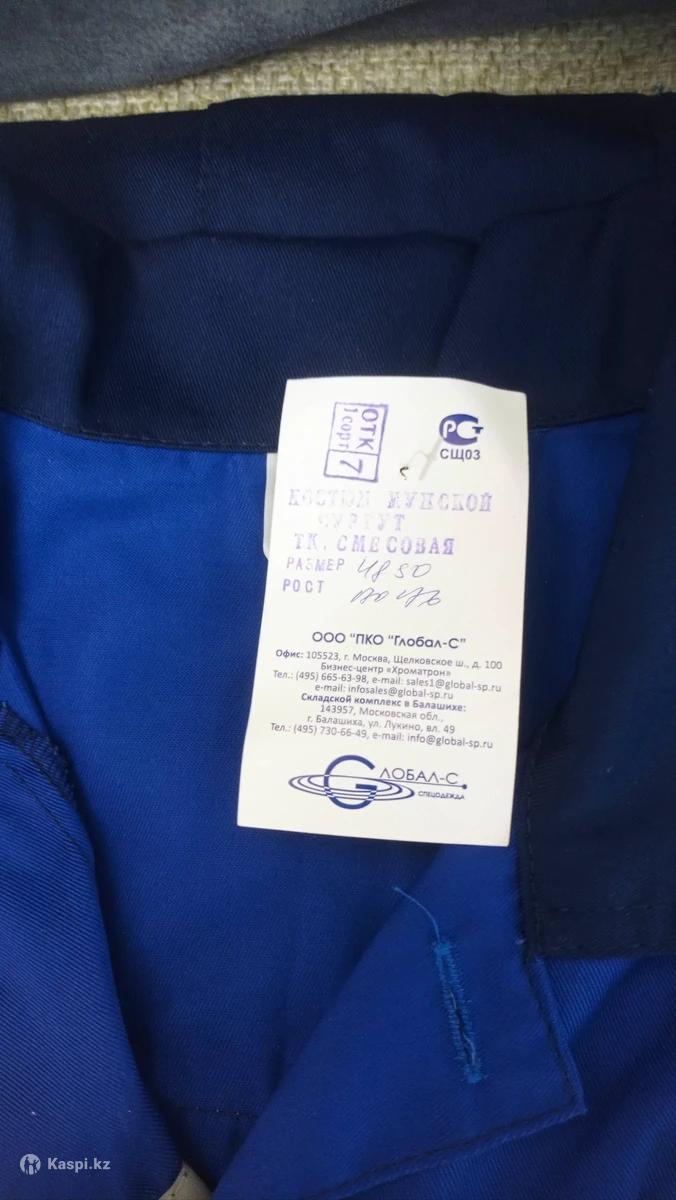 ОТК
1 сорт
7
РСТ
СЩ03
КОСТЮМ МУЖСКОЙ
СУРГУТ
ТК. СМЕСОВАЯ
РАЗМЕР 48 50
РОСТ
ООО "ПКО "Глобал-С"
Офис: 105523, г. Москва, Щелковское ш., д. 100
Бизнес-центр «Хроматрон»
Тел.: (495) 665-63-98, e-mail: sales1@global-sp.ru
e-mail: infosales@global-sp.ru
Складской комплекс в Балашихе:
143957, Московская обл.,
г. Балашиха, ул. Лукино, вл. 49
Тел.: (495) 730-66-49, e-mail: info@global-sp.ru
ГЛОБАЛ-С
СПЕЦОДЕЖДА
Kaspi.kz